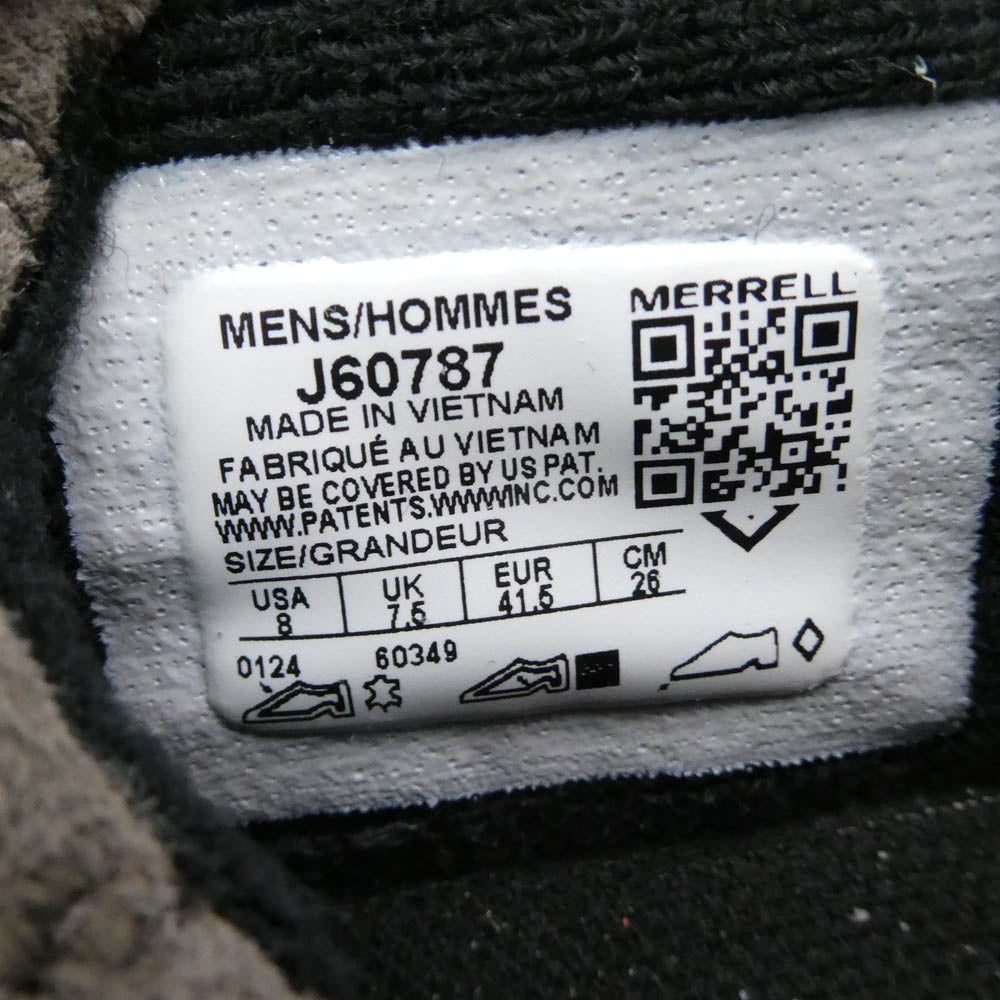 MENS/HOMMES
J60787
MADE IN VIETNAM
FABRIQUÉ AU VIETNAM
MAY BE COVERED BY US PAT.
WWW.PATENTS.WWWINC.COM
SIZE/GRANDEUR
USA UK EUR CM
8 7.5 41.5 26
0124 60349
MERRELL